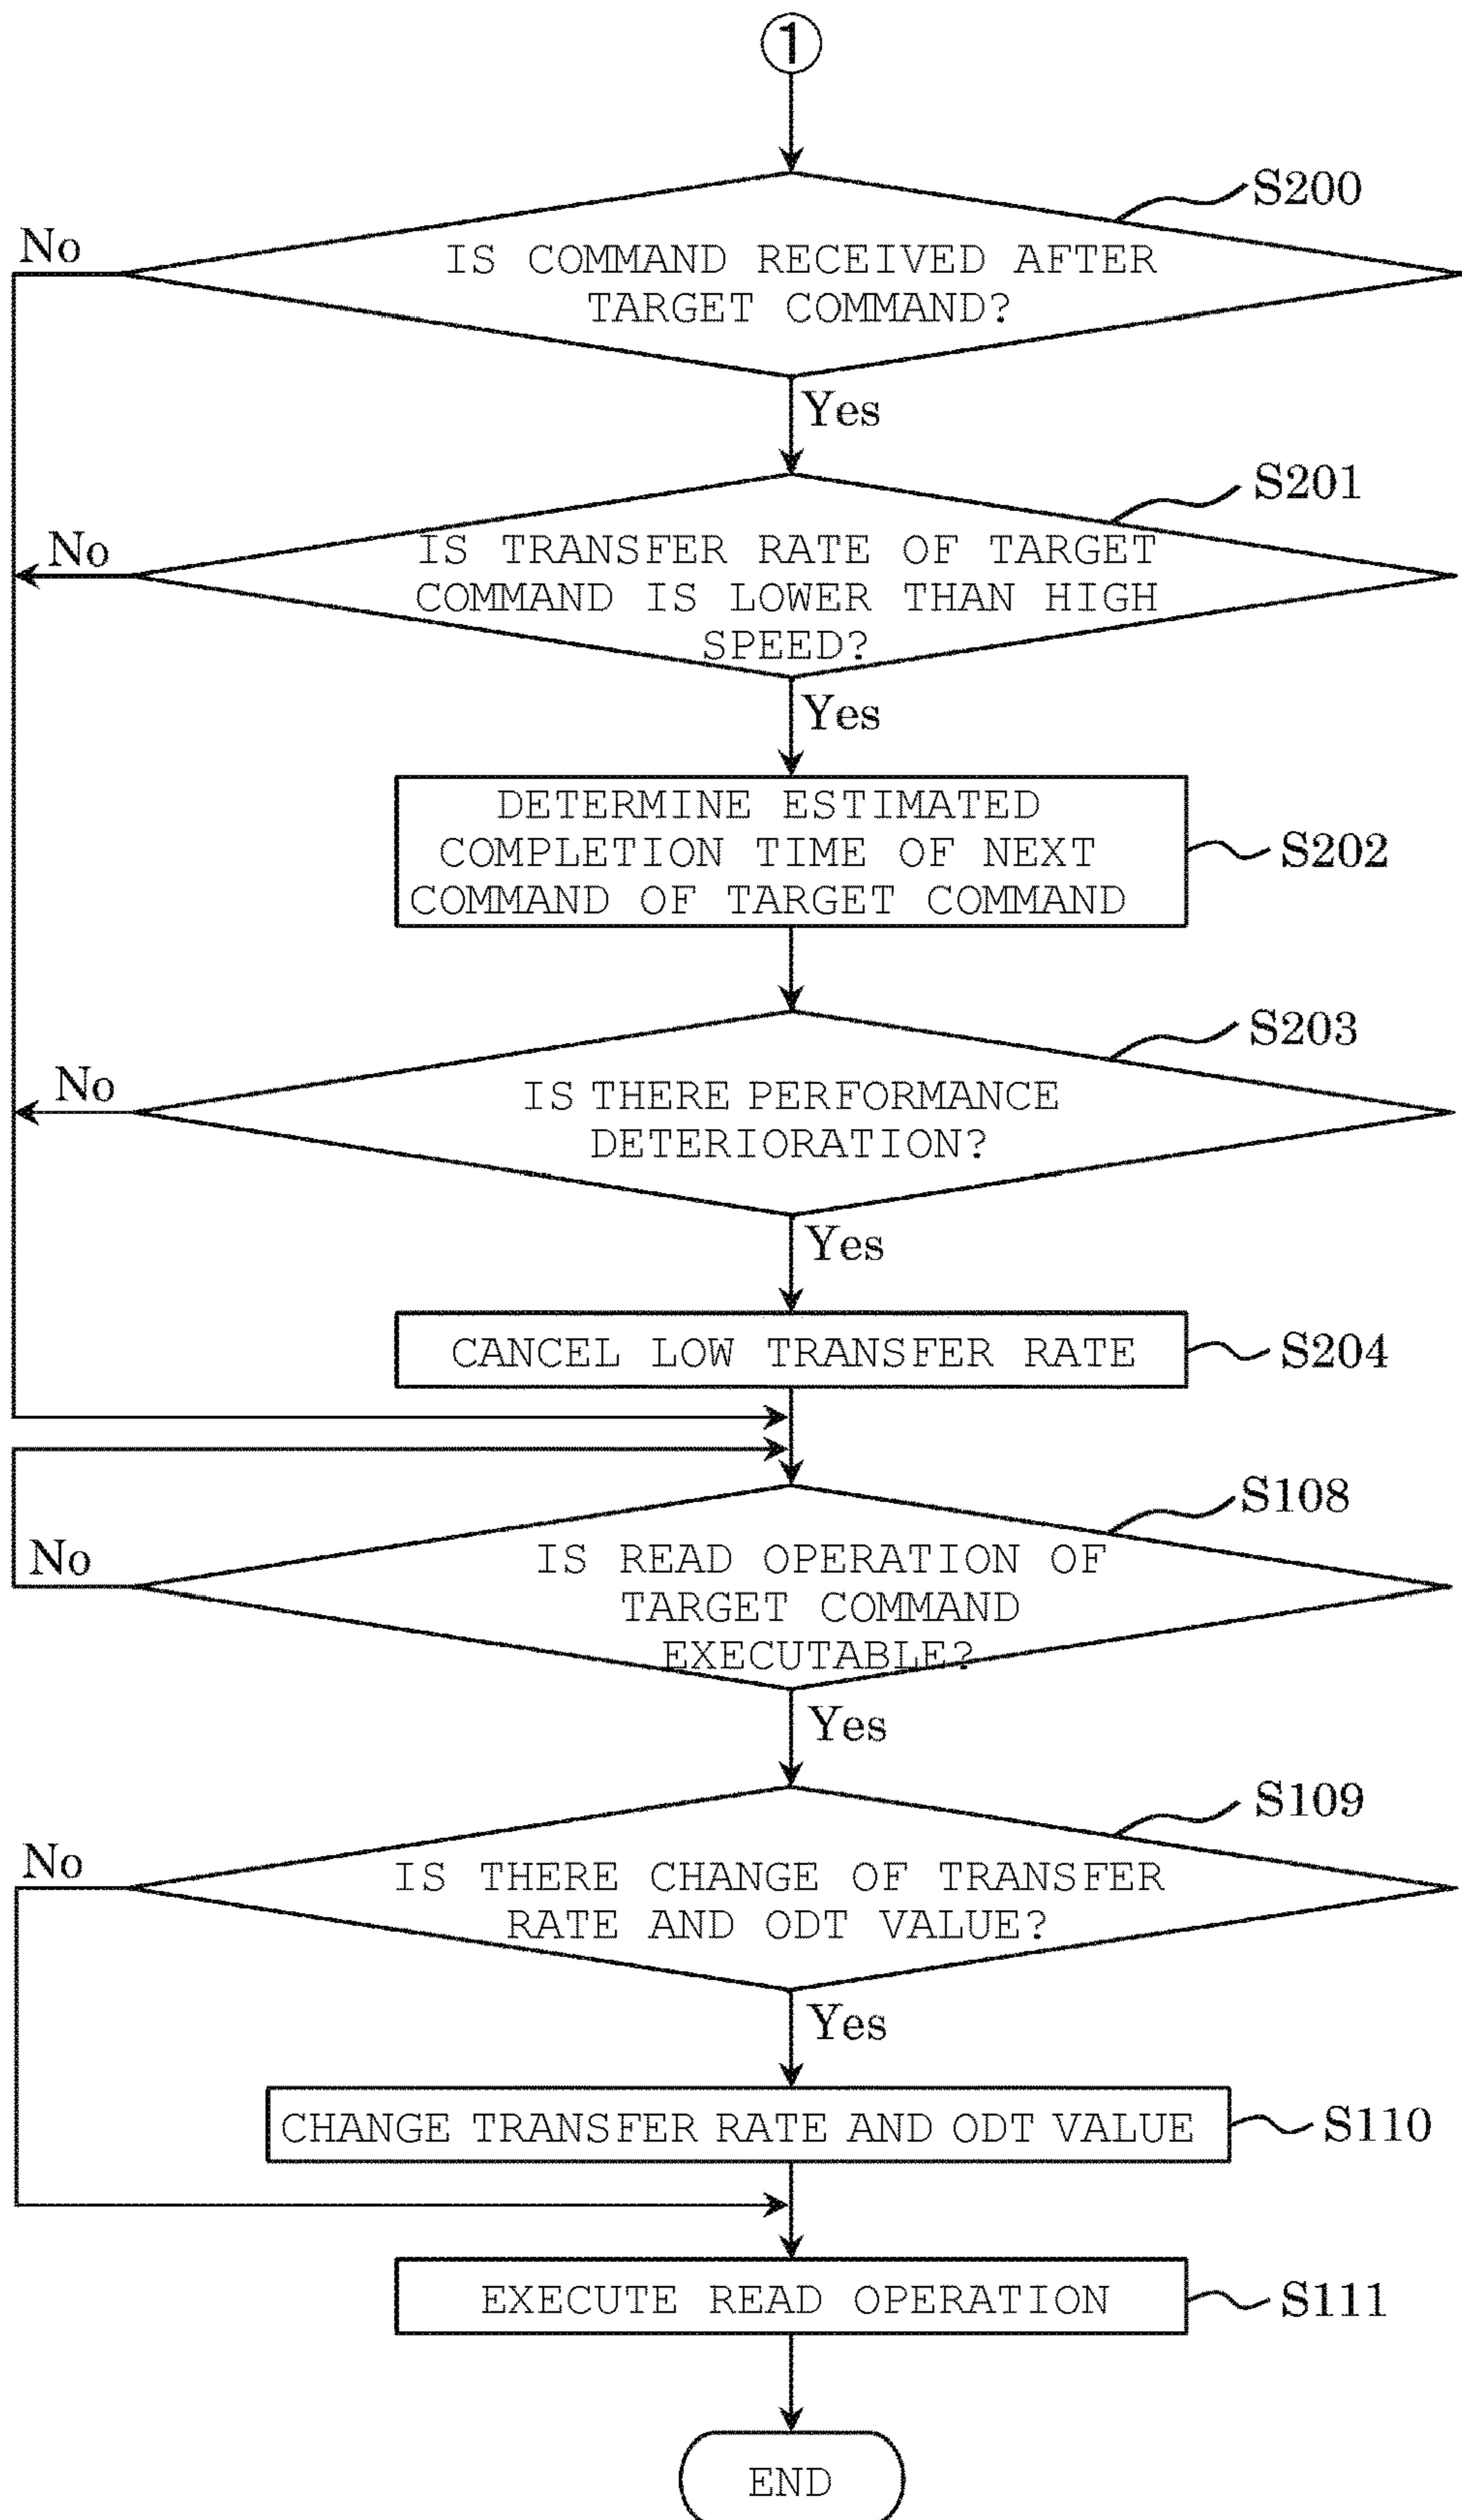 1
S200
No
IS COMMAND RECEIVED AFTER
TARGET COMMAND?
Yes
S201
No
IS TRANSFER RATE OF TARGET
COMMAND IS LOWER THAN HIGH
SPEED?
Yes
DETERMINE ESTIMATED
COMPLETION TIME OF NEXT
COMMAND OF TARGET COMMAND
S202
S203
No
IS THERE PERFORMANCE
DETERIORATION?
Yes
CANCEL LOW TRANSFER RATE
S204
S108
No
IS READ OPERATION OF
TARGET COMMAND
EXECUTABLE?
Yes
S109
No
IS THERE CHANGE OF TRANSFER
RATE AND ODT VALUE?
Yes
CHANGE TRANSFER RATE AND ODT VALUE
S110
EXECUTE READ OPERATION
S111
END